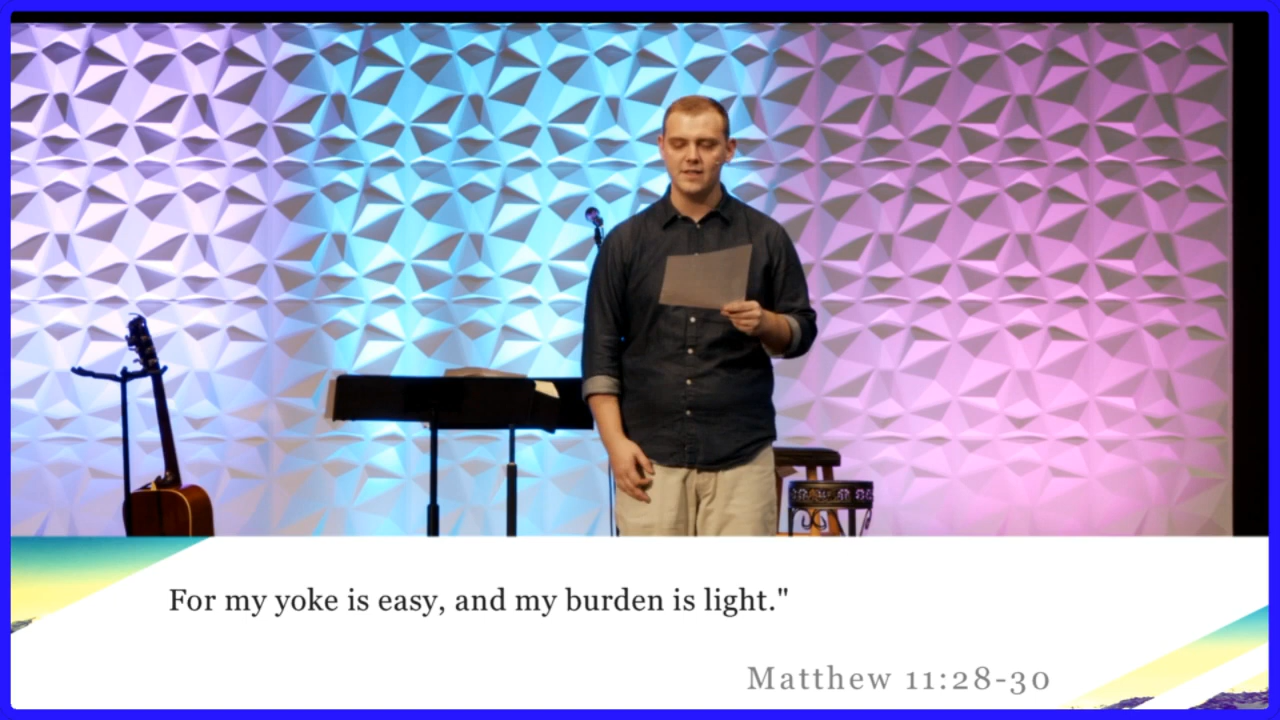 For my yoke is easy, and my burden is light."
Matthew 11:28-30